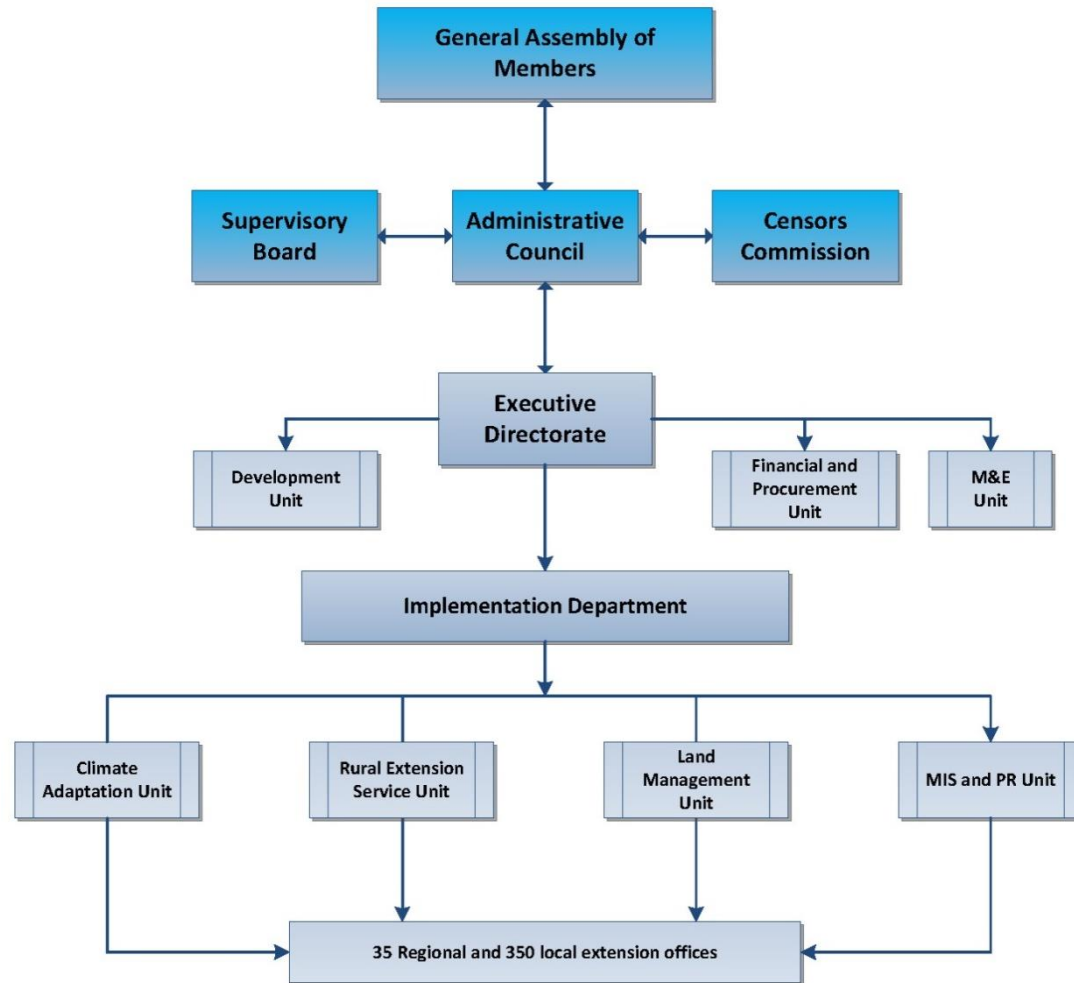 General Assembly of
Members
Supervisory
Board
Administrative
Council
Censors
Commission
Executive
Directorate
Development
Unit
Financial and
Procurement
Unit
M&E
Unit
Implementation Department
Climate
Adaptation Unit
Rural Extension
Service Unit
Land
Management
Unit
MIS and PR Unit
35 Regional and 350 local extension offices